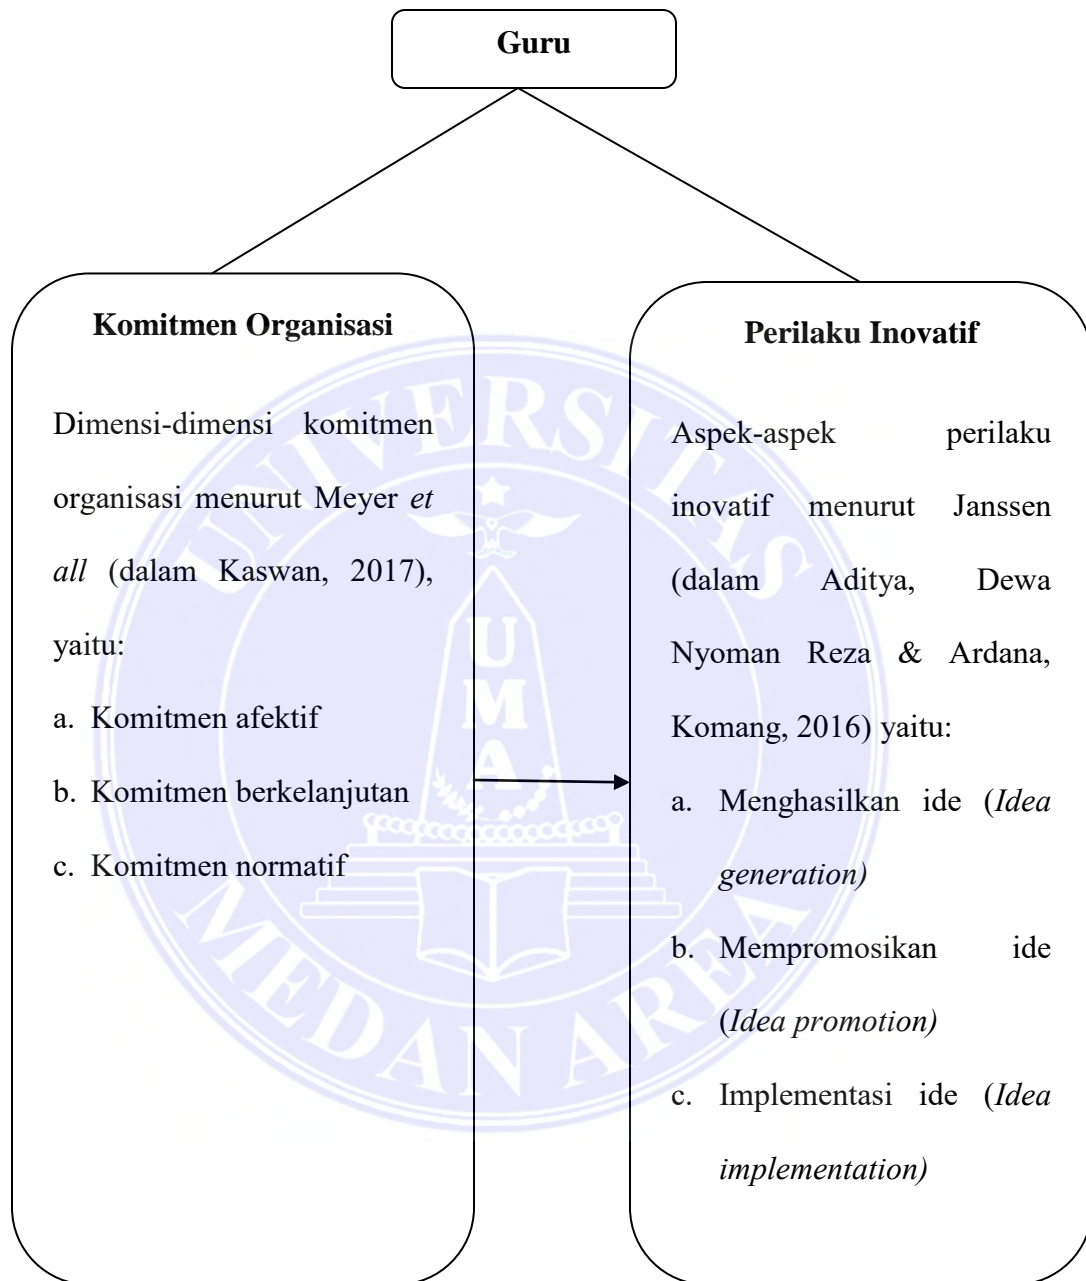 Guru
Komitmen Organisasi
Dimensi-dimensi komitmen
organisasi menurut Meyer et
all (dalam Kaswan, 2017),
yaitu:
a. Komitmen afektif
b. Komitmen berkelanjutan
c. Komitmen normatif
Perilaku Inovatif
Aspek-aspek perilaku
inovatif menurut Janssen
(dalam Aditya, Dewa
Nyoman Reza & Ardana,
Komang, 2016) yaitu:
a. Menghasilkan ide (Idea
generation)
b. Mempromosikan ide
(Idea promotion)
c. Implementasi ide (Idea
implementation)
UNIVERSITAS
UMA
MEDAN AREA